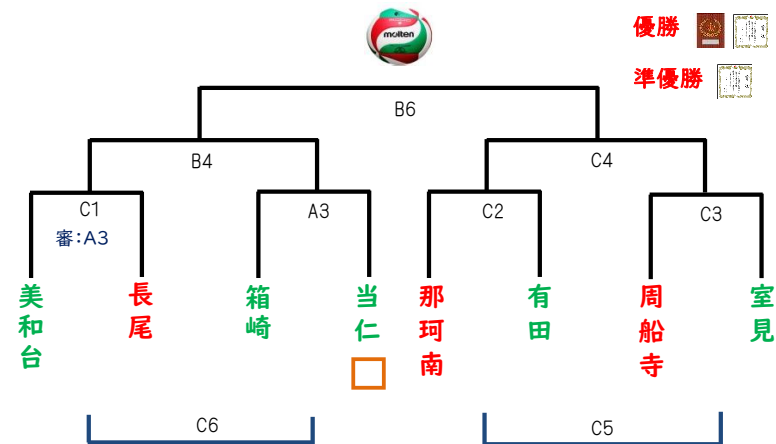 molten
優勝
準優勝
B6
B4
C4
C1
A3
C2
C3
審:A3
美和台
長尾
箱崎
当仁
那珂南
有田
周船寺
室見
C6
C5